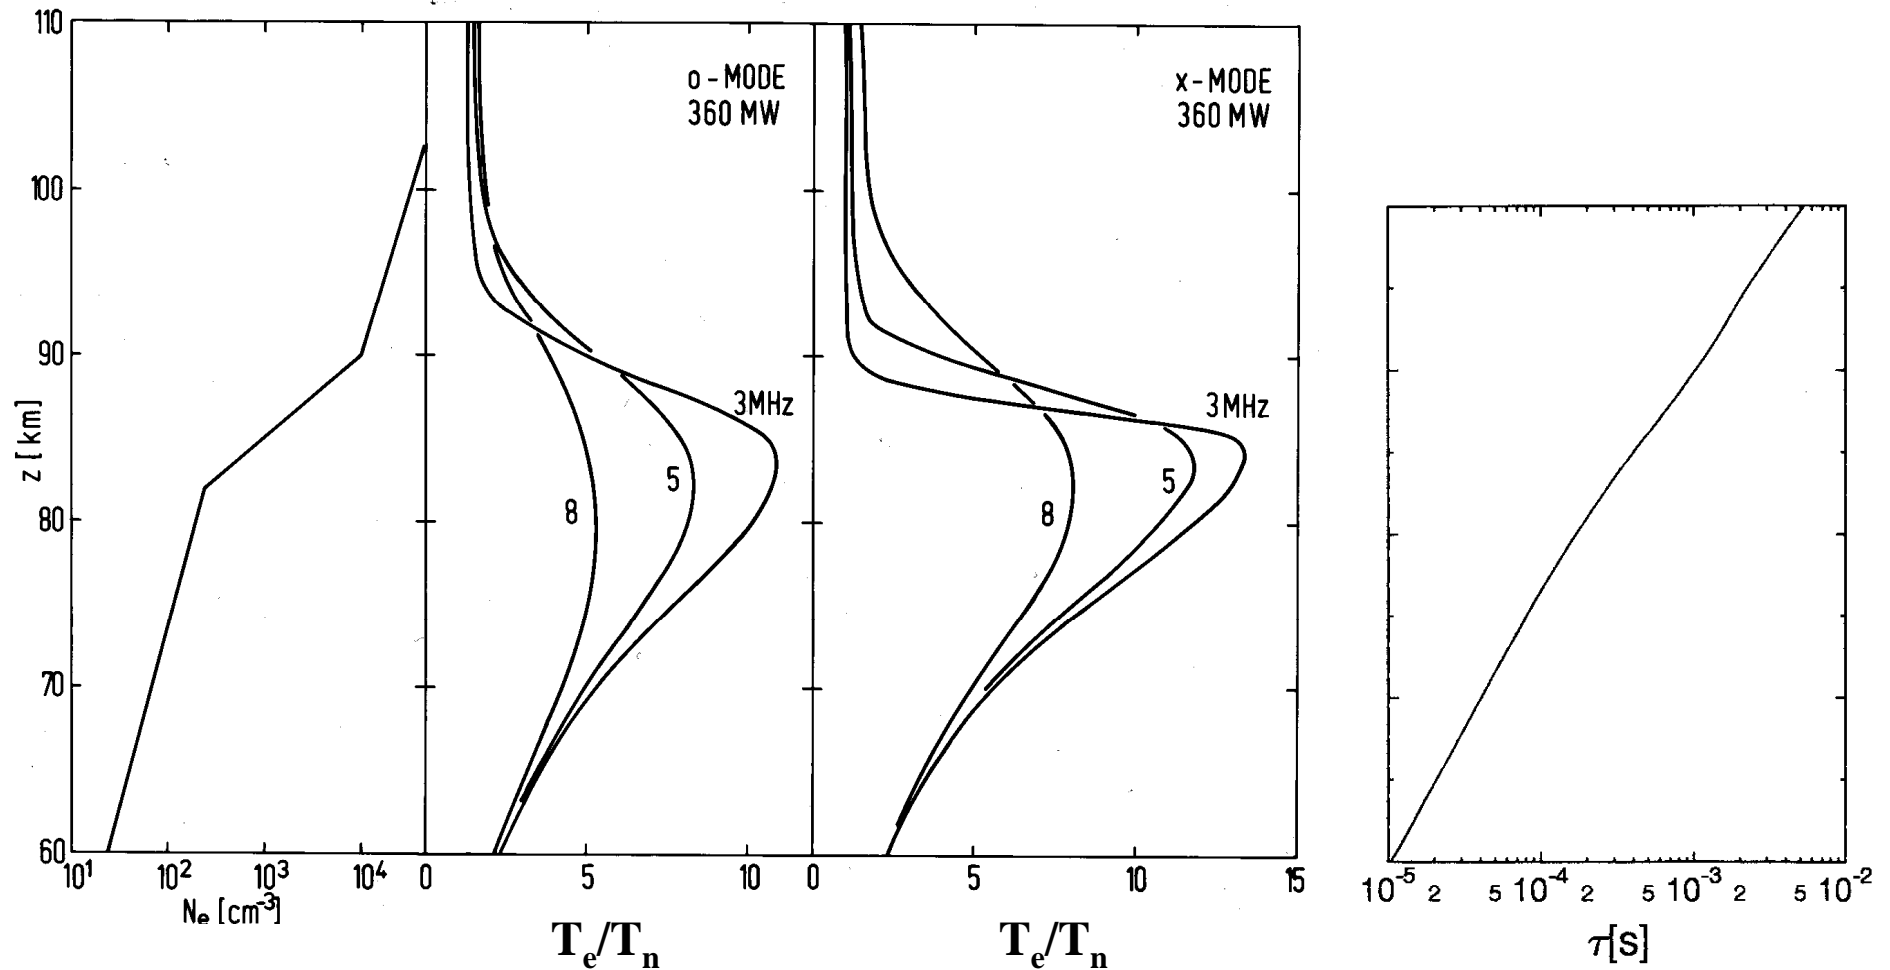 110
100
90
80
70
60
z [km]
10¹ 10² 10³ 10⁴
Nₑ [cm⁻³]
o-MODE
360 MW
3MHz
5
8
0 5 10
Tₑ/Tₙ
x-MODE
360 MW
3MHz
5
8
0 5 10 15
Tₑ/Tₙ
10⁻⁵ 2 5 10⁻⁴ 2 5 10⁻³ 2 5 10⁻²
τ[s]